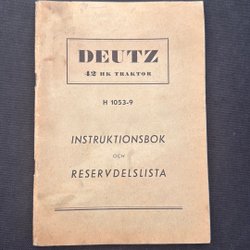 DEUTZ
42 HK TRAKTOR
H 1053-9
INSTRUKTIONSBOK
OCH
RESERVDELSLISTA